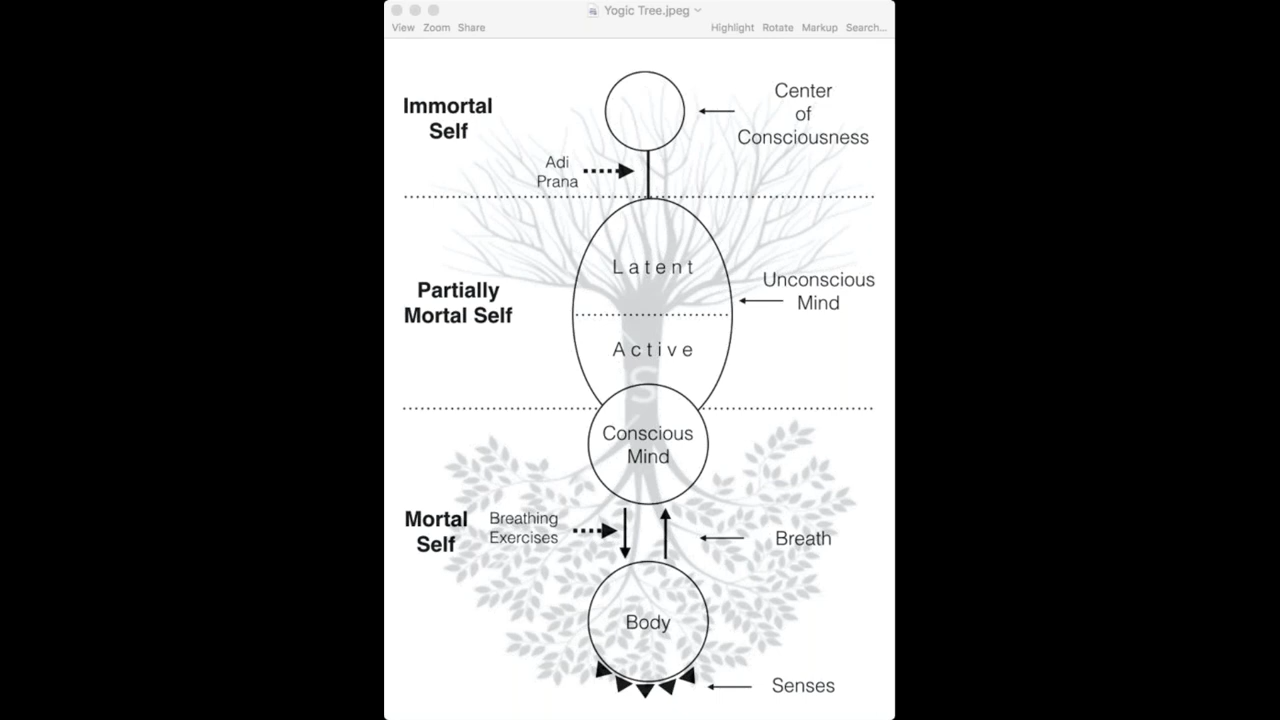 Yogic Tree.jpeg
View Zoom Share
Highlight Rotate Markup Search...
Immortal
Self
Center
of
Consciousness
Adi
Prana
Latent
Partially
Mortal Self
Unconscious
Mind
Active
Conscious
Mind
Mortal
Self
Breathing
Exercises
Breath
Body
Senses